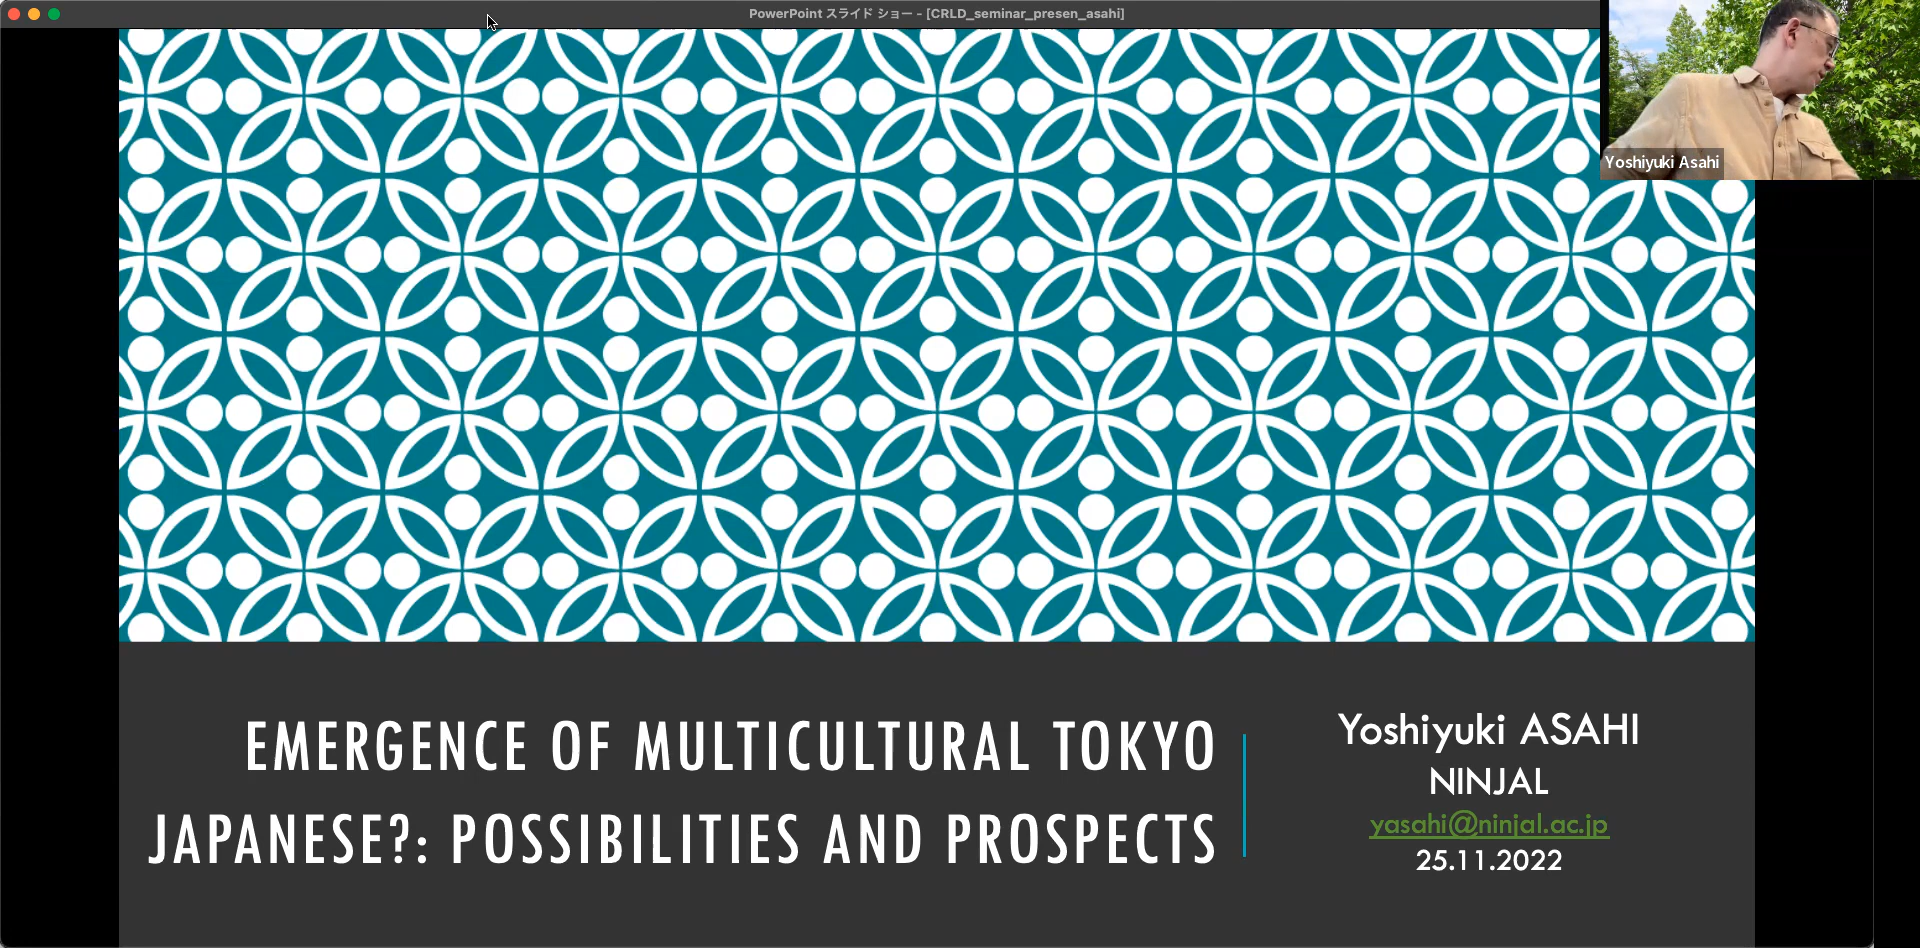 PowerPoint スライド ショー - [CRLD_seminar_presen_asahi]
Yoshiyuki Asahi
EMERGENCE OF MULTICULTURAL TOKYO
JAPANESE?: POSSIBILITIES AND PROSPECTS
Yoshiyuki ASAHI
NINJAL
yasahi@ninjal.ac.jp
25.11.2022